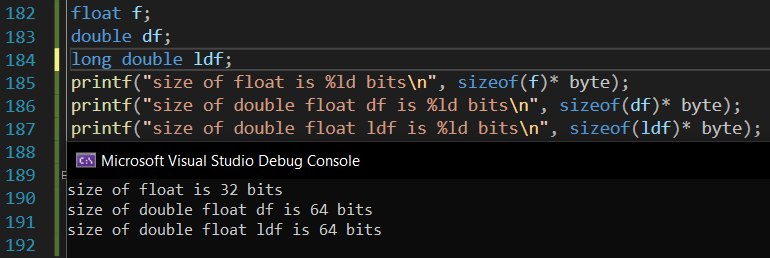 182 float f;
183 double df;
184 long double ldf;
185 printf("size of float is %ld bits\n", sizeof(f)* byte);
186 printf("size of double float df is %ld bits\n", sizeof(df)* byte);
187 printf("size of double float ldf is %ld bits\n", sizeof(ldf)* byte);
188
C:\ Microsoft Visual Studio Debug Console
189
size of float is 32 bits
190
size of double float df is 64 bits
191
size of double float ldf is 64 bits
192